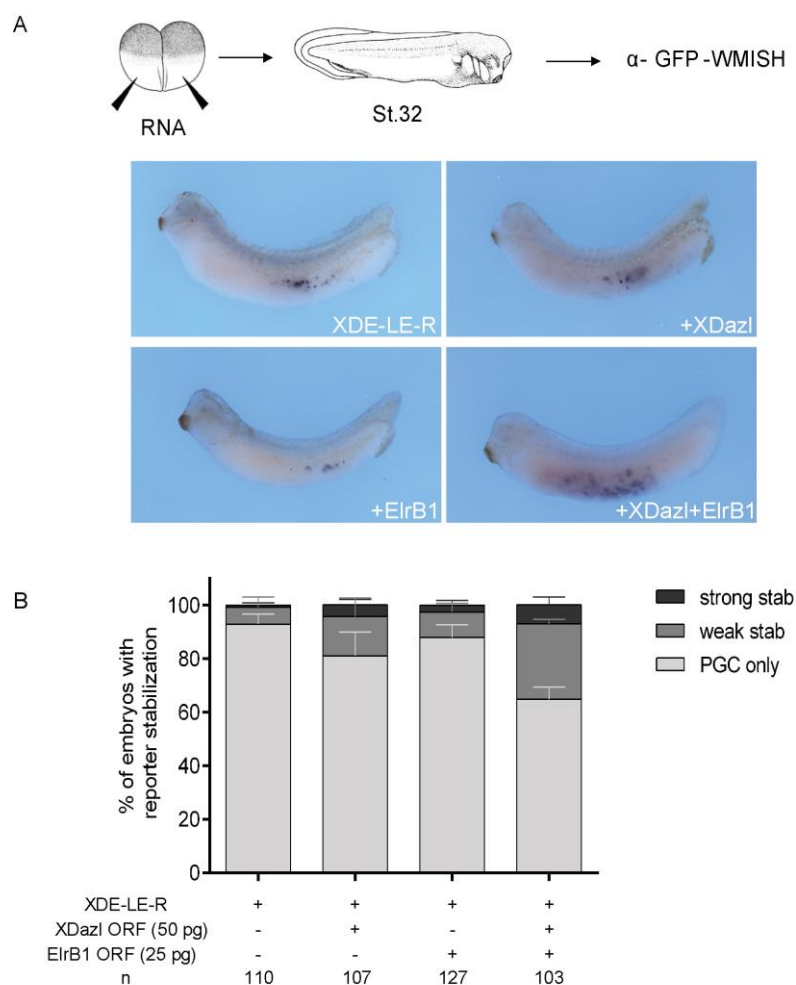 A
RNA
St.32
α- GFP -WMISH
XDE-LE-R
+XDazl
+ElrB1
+XDazl+ElrB1
B
% of embryos with
reporter stabilization
100
80
60
40
20
0
strong stab
weak stab
PGC only
XDE-LE-R + + + +
XDazl ORF (50 pg) - + - +
ElrB1 ORF (25 pg) - - + +
n 110 107 127 103